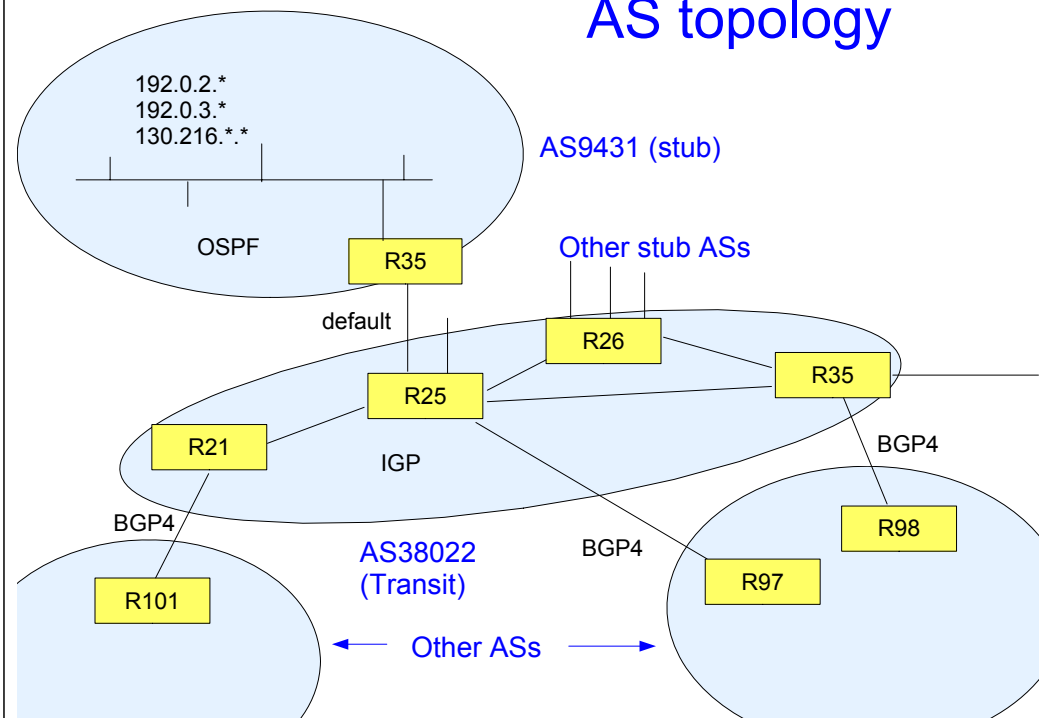 AS topology
192.0.2.*
192.0.3.*
130.216.*.*
AS9431 (stub)
OSPF
R35
Other stub ASs
default
R26
R35
R25
R21
IGP
BGP4
BGP4
R98
AS38022
(Transit)
BGP4
R97
R101
Other ASs